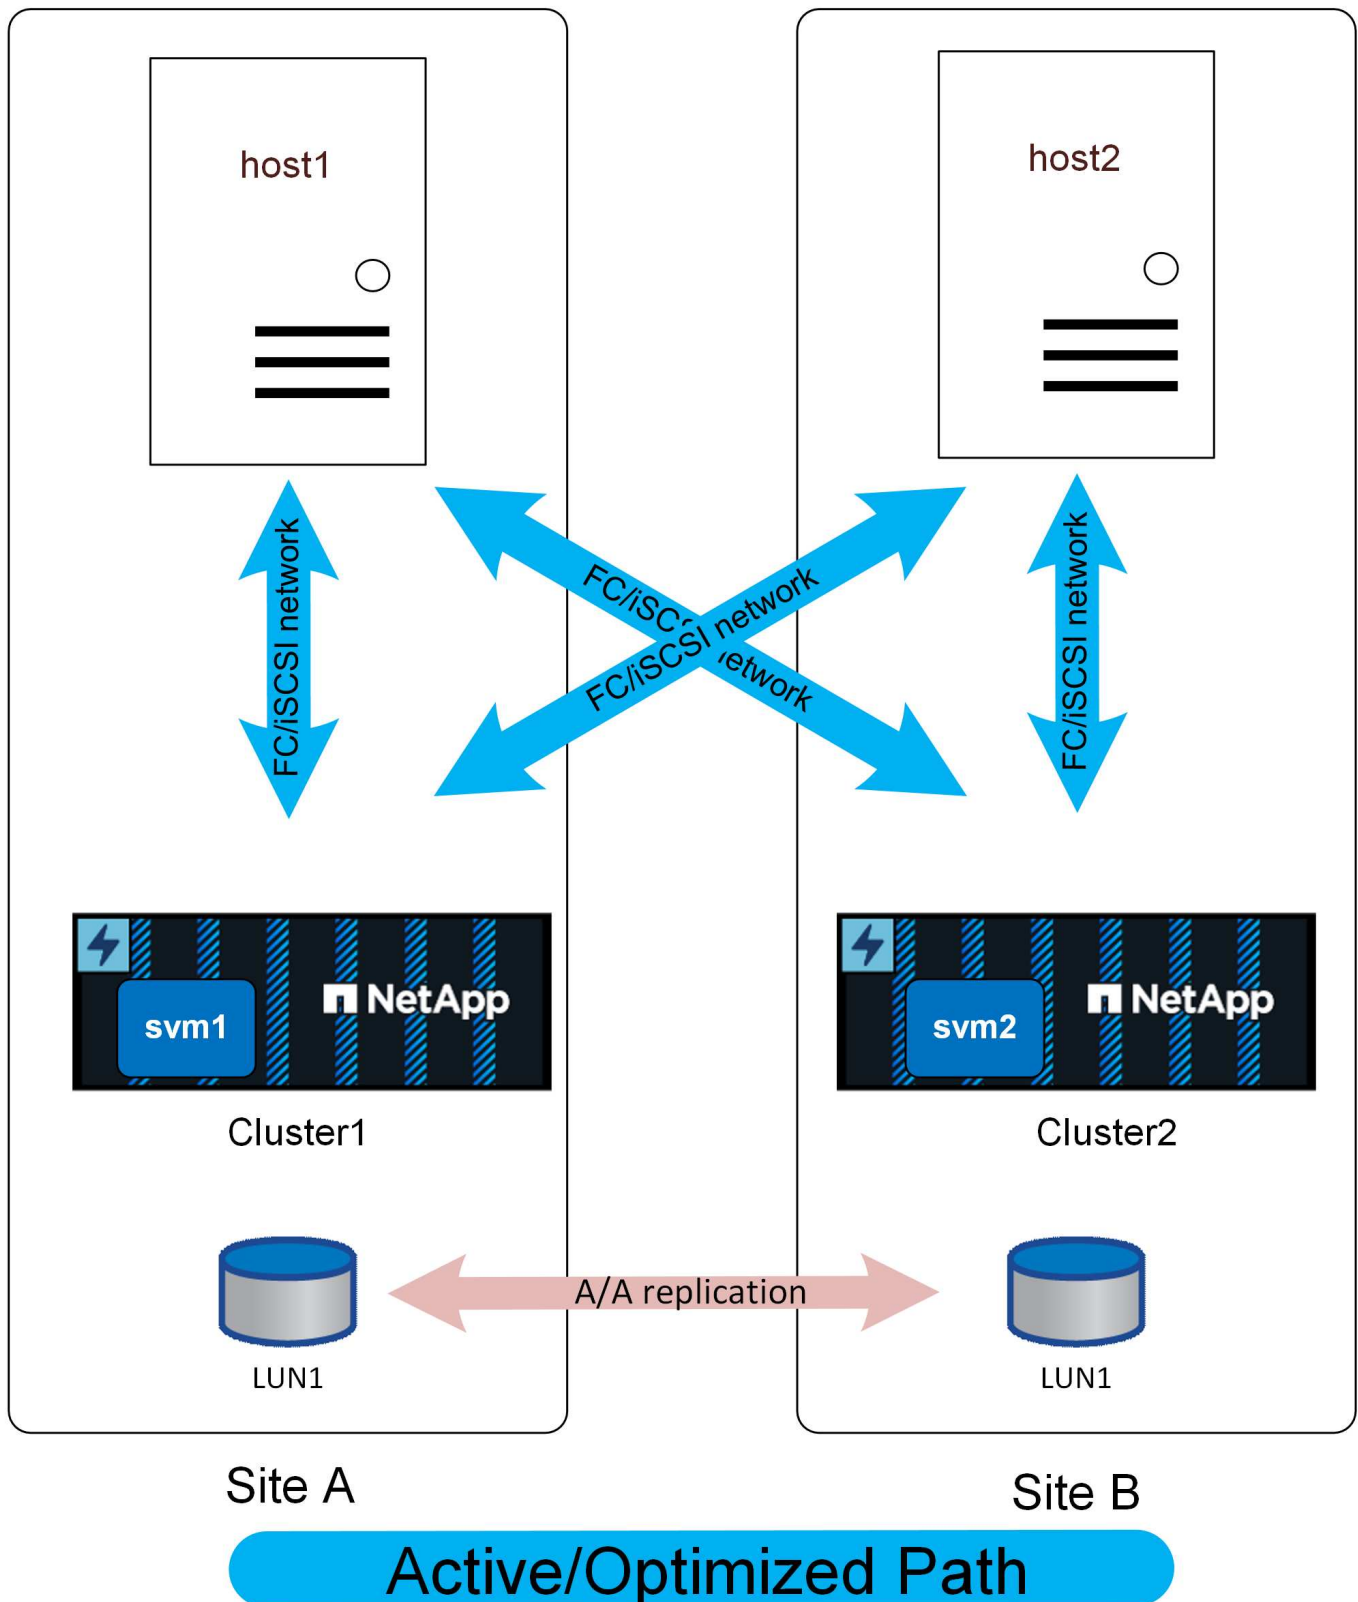 host1
host2
FC/iSCSI network
FC/iSC network
FC/iSCSI network
FC/iSCSI network
svm1
NetApp
svm2
NetApp
Cluster1
Cluster2
A/A replication
LUN1
LUN1
Site A
Site B
Active/Optimized Path